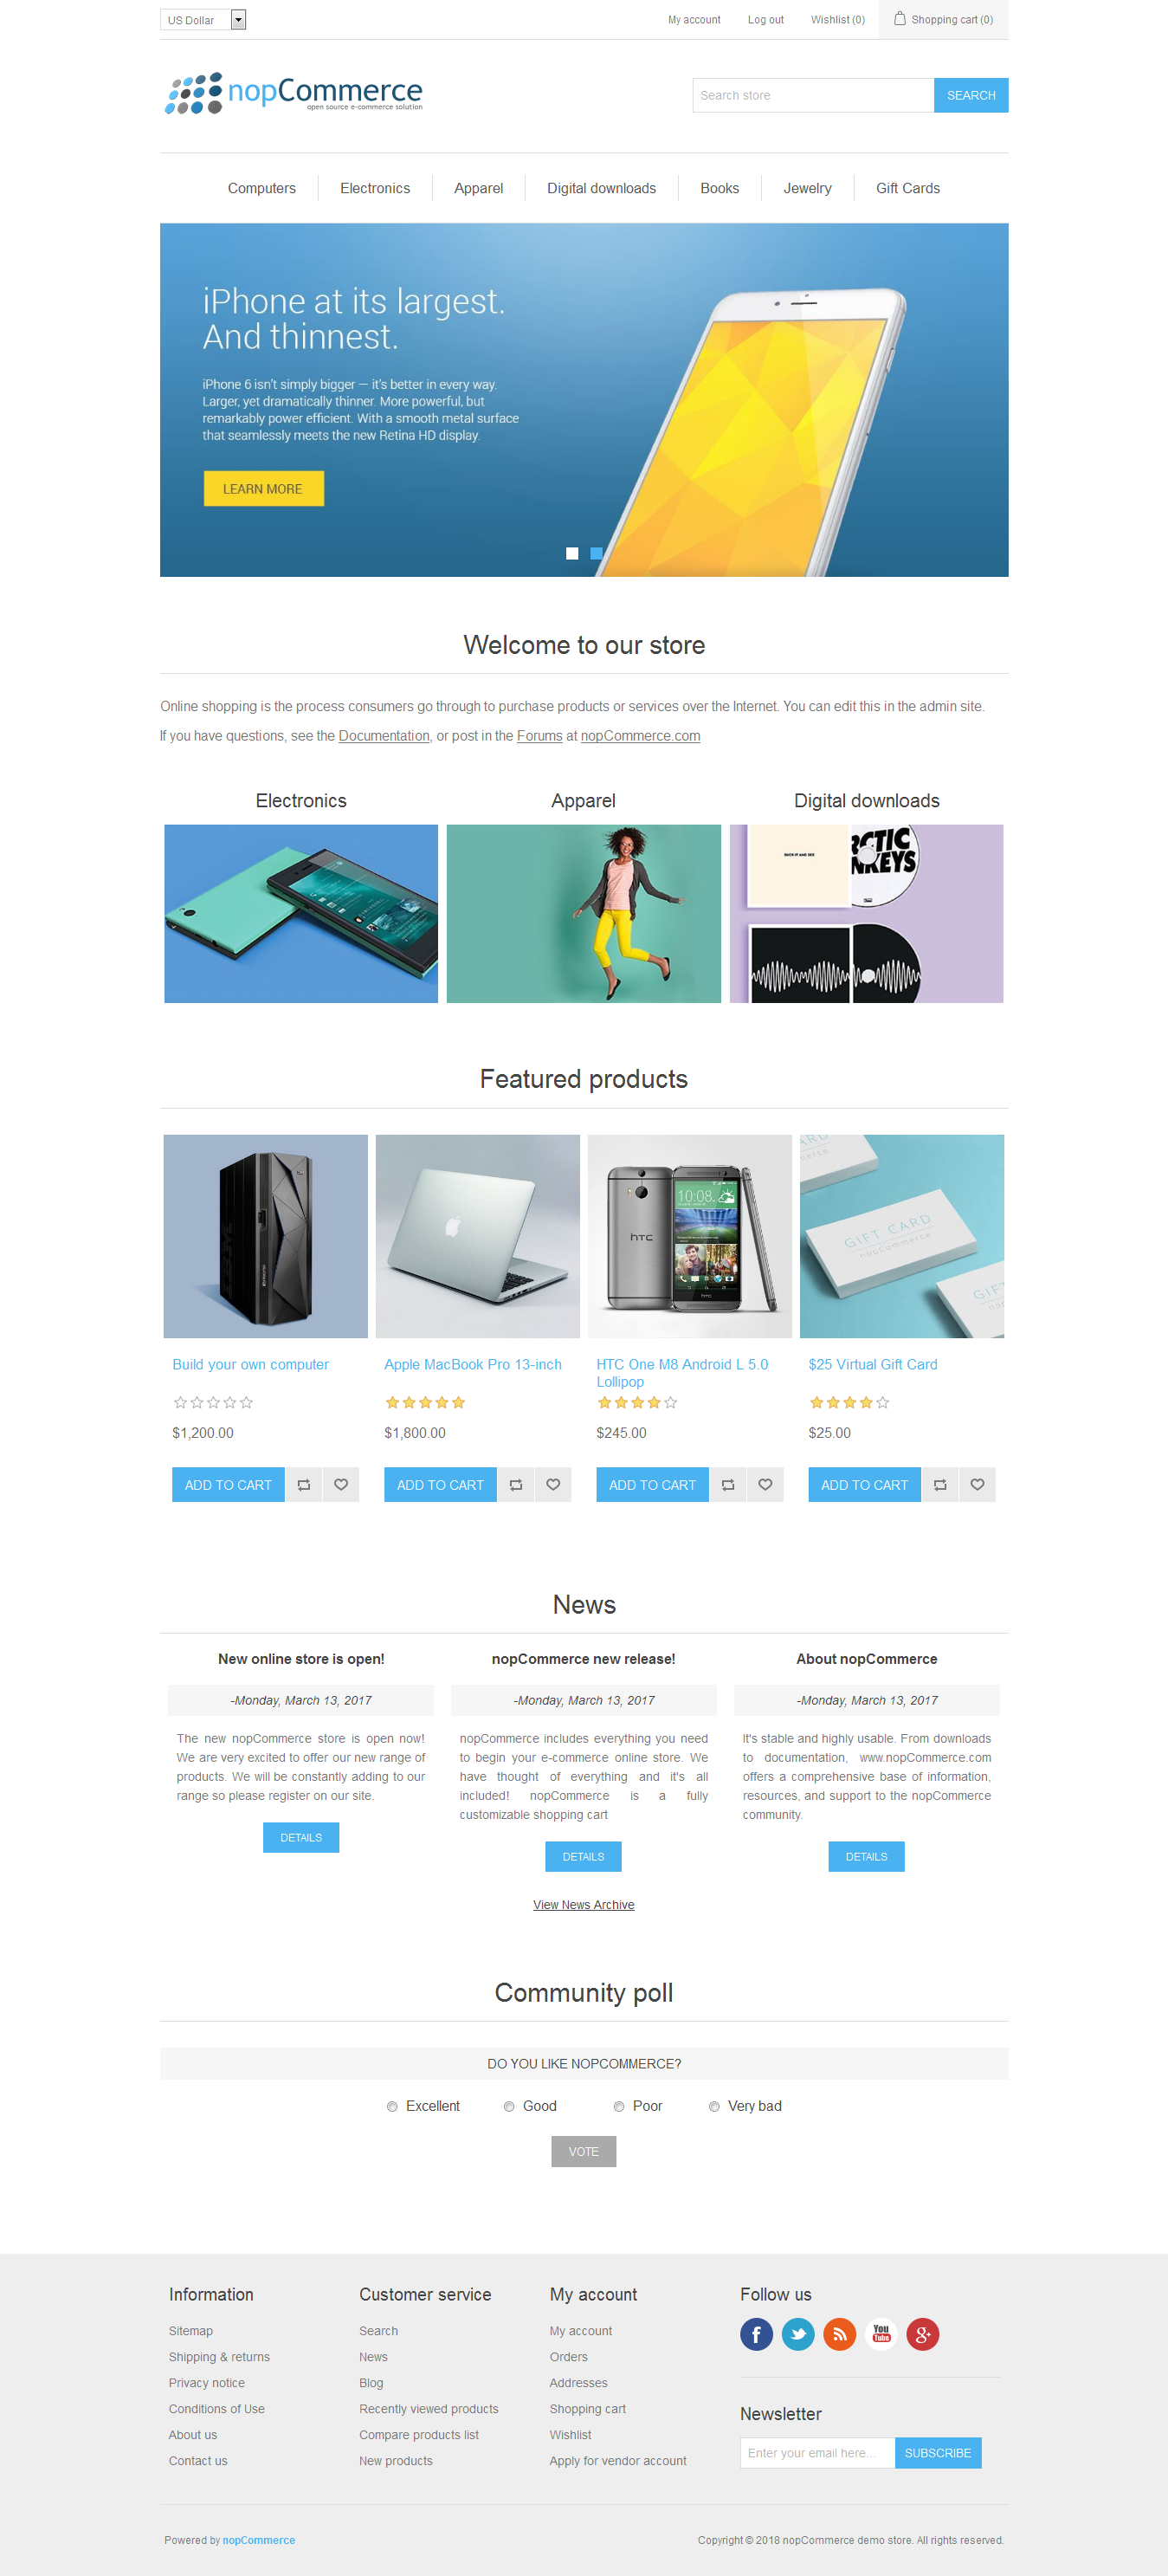 US Dollar
My account
Log out
Wishlist (0)
Shopping cart (0)
nopCommerce
open source e-commerce solution
Search store
SEARCH
Computers
Electronics
Apparel
Digital downloads
Books
Jewelry
Gift Cards
iPhone at its largest.
And thinnest.
iPhone 6 isn't simply bigger – it's better in every way.
Larger, yet dramatically thinner. More powerful, but
remarkably power efficient. With a smooth metal surface
that seamlessly meets the new Retina HD display.
LEARN MORE
Welcome to our store
Online shopping is the process consumers go through to purchase products or services over the Internet. You can edit this in the admin site.
If you have questions, see the Documentation, or post in the Forums at nopCommerce.com
Electronics
Apparel
Digital downloads
SUCK IT AND SEE
RCTIC
NKEYS
Featured products
10:08
hTC
hTC
GIFT CARD
nopCommerce
Build your own computer
$1,200.00
ADD TO CART
Apple MacBook Pro 13-inch
$1,800.00
ADD TO CART
HTC One M8 Android L 5.0
Lollipop
$245.00
ADD TO CART
$25 Virtual Gift Card
$25.00
ADD TO CART
News
New online store is open!
-Monday, March 13, 2017
The new nopCommerce store is open now!
We are very excited to offer our new range of
products. We will be constantly adding to our
range so please register on our site.
DETAILS
nopCommerce new release!
-Monday, March 13, 2017
nopCommerce includes everything you need
to begin your e-commerce online store. We
have thought of everything and it's all
included! nopCommerce is a fully
customizable shopping cart
DETAILS
About nopCommerce
-Monday, March 13, 2017
It's stable and highly usable. From downloads
to documentation, www.nopCommerce.com
offers a comprehensive base of information,
resources, and support to the nopCommerce
community.
DETAILS
View News Archive
Community poll
DO YOU LIKE NOPCOMMERCE?
Excellent
Good
Poor
Very bad
VOTE
Information
Sitemap
Shipping & returns
Privacy notice
Conditions of Use
About us
Contact us
Customer service
Search
News
Blog
Recently viewed products
Compare products list
New products
My account
My account
Orders
Addresses
Shopping cart
Wishlist
Apply for vendor account
Follow us
You
Tube
Newsletter
Enter your email here...
SUBSCRIBE
Powered by nopCommerce
Copyright © 2018 nopCommerce demo store. All rights reserved.